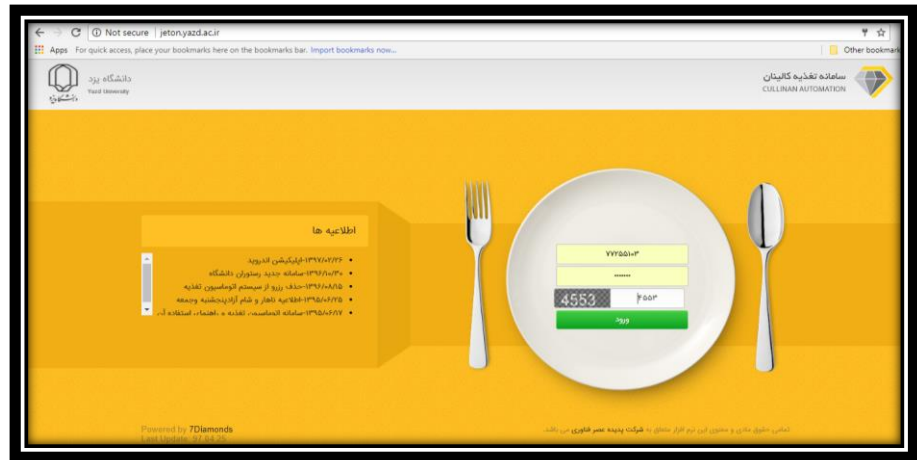 Not secure | jeton.yazd.ac.ir
Apps For quick access, place your bookmarks here on the bookmarks bar. Import bookmarks now...
Other bookmark
دانشگاه یزد
Yazd University
سامانه تغذیه کالینان
CULLINAN AUTOMATION
اطلاعیه ها
۱۳۹۷/۰۲/۲۶-اپلیکیشن اندروید
۱۳۹۶/۱۰/۳۰-سامانه جدید رستوران دانشگاه
۱۳۹۶/۰۸/۱۵-حذف رزرو از سیستم اتوماسیون تغذیه
۱۳۹۵/۰۶/۲۵-اطلاعیه ناهار و شام آزادپنجشنبه وجمعه
۱۳۹۵/۰۶/۱۷-سامانه اتوماسیون تغذیه و راهنمای استفاده آن
۷۷۲۵۵۱۰۳
4553
۴۵۵۳
ورود
Powered by 7Diamonds
Last Update: 97.04.25
تمامی حقوق مادی و معنوی این نرم افزار متعلق به شرکت پدیده عصر فناوری می باشد.